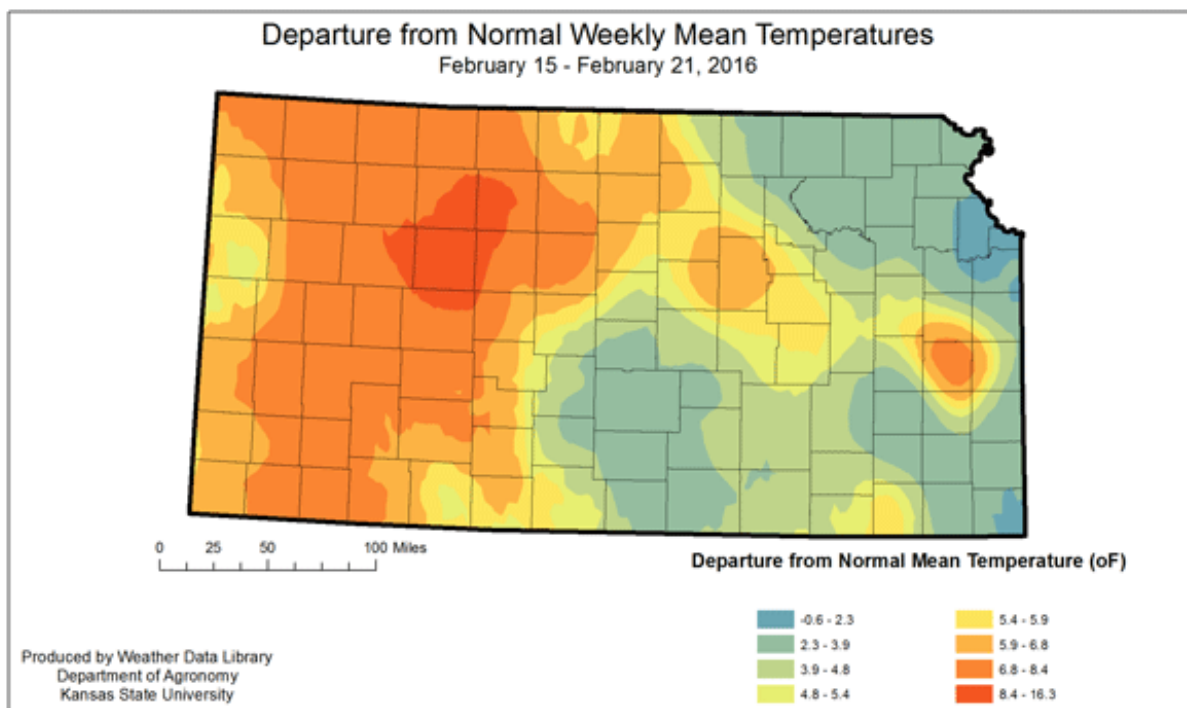 Departure from Normal Weekly Mean Temperatures
February 15 - February 21, 2016
0 25 50 100 Miles
Departure from Normal Mean Temperature (oF)
-0.6 - 2.3
2.3 - 3.9
3.9 - 4.8
4.8 - 5.4
5.4 - 5.9
5.9 - 6.8
6.8 - 8.4
8.4 - 16.3
Produced by Weather Data Library
Department of Agronomy
Kansas State University